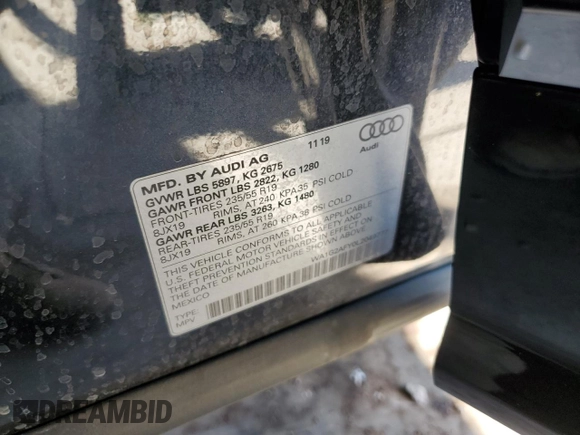 MFD. BY AUDI AG 11 19
GVWR LBS 5897, KG 2675
GAWR FRONT LBS 2822, KG 1280
FRONT-TIRES 235/55 R19
8JX19 RIMS, AT 240 KPA 35 PSI COLD
GAWR REAR LBS 3263, KG 1480
REAR-TIRES 235/55 R19
8JX19 RIMS, AT 260 KPA 38 PSI COLD
THIS VEHICLE CONFORMS TO ALL APPLICABLE
U.S. FEDERAL MOTOR VEHICLE SAFETY AND
THEFT PREVENTION STANDARDS IN EFFECT ON
THE DATE OF MANUFACTURE SHOWN ABOVE.
MEXICO
TYPE:
MPV
Audi
DREAMBID